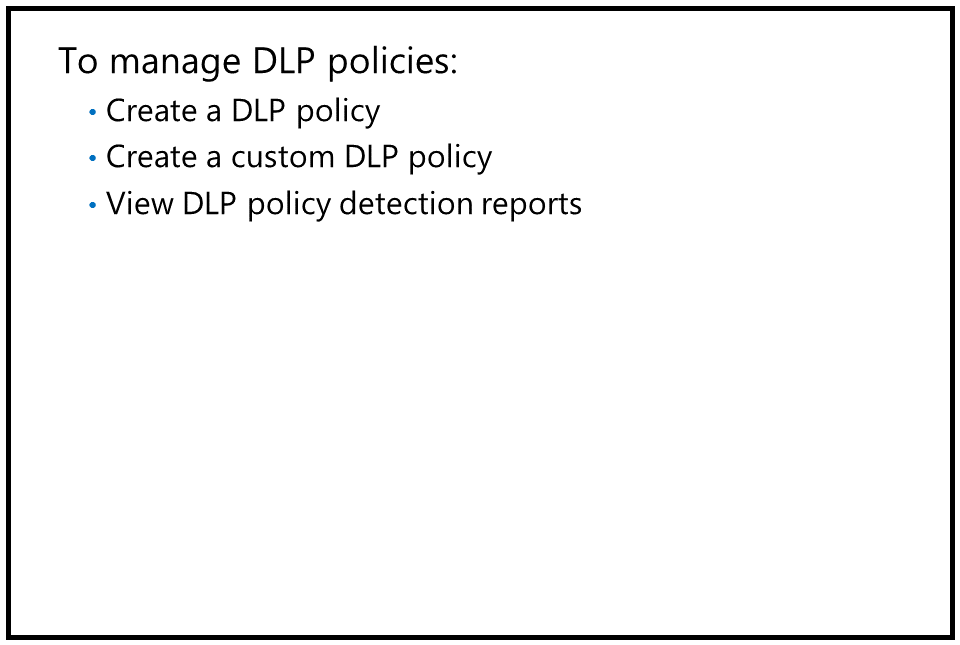 To manage DLP policies:
• Create a DLP policy
• Create a custom DLP policy
• View DLP policy detection reports